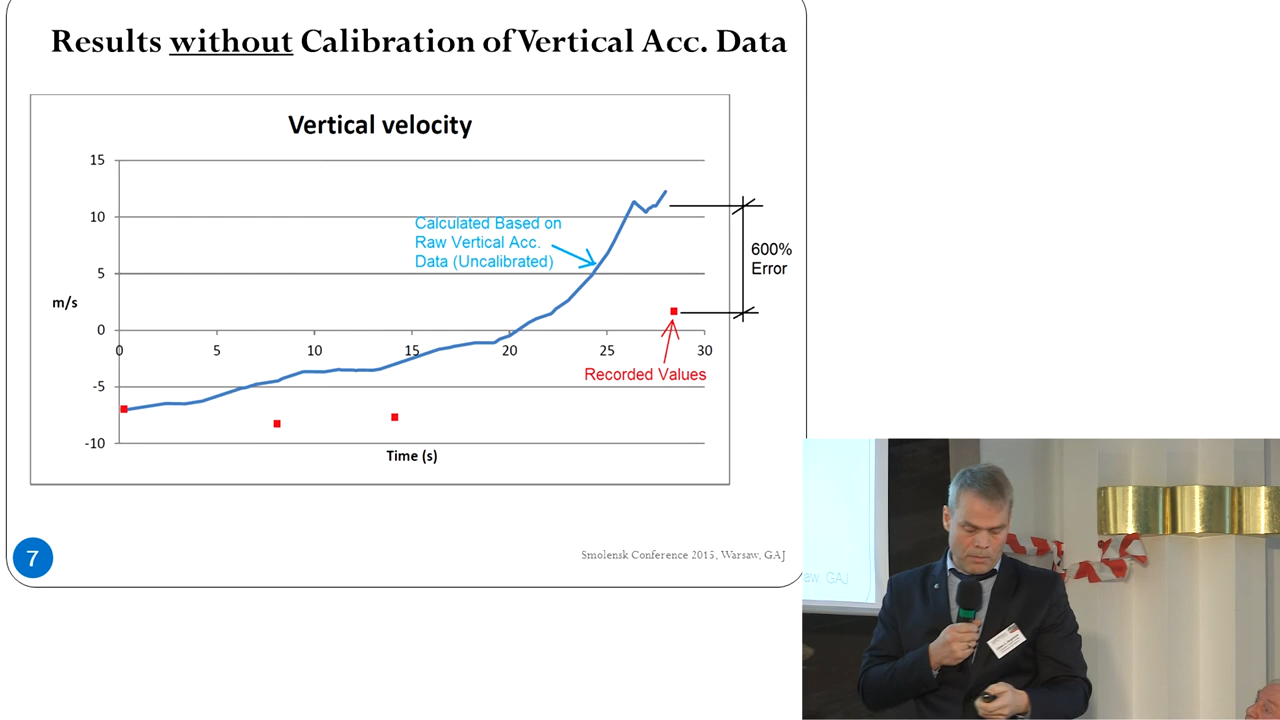 Results without Calibration of Vertical Acc. Data
Vertical velocity
15
10
5
0
-5
-10
m/s
0 5 10 15 20 25 30
Time (s)
Calculated Based on
Raw Vertical Acc.
Data (Uncalibrated)
600%
Error
Recorded Values
7
Smolensk Conference 2015, Warsaw, GAJ
aw, GAJ